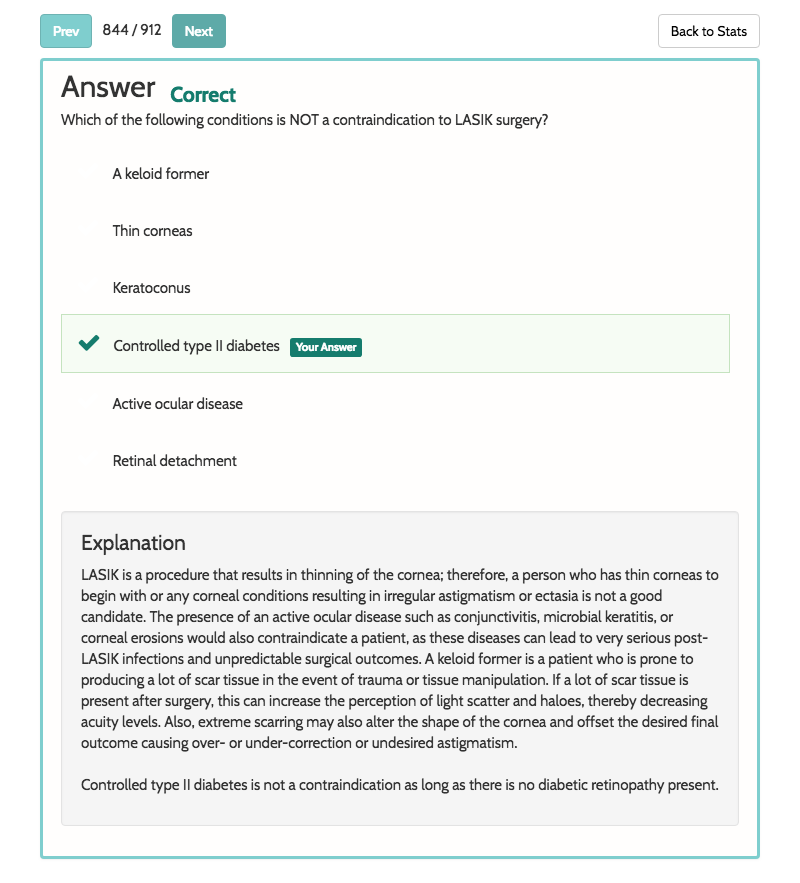 Prev 844 / 912 Next Back to Stats
Answer Correct
Which of the following conditions is NOT a contraindication to LASIK surgery?
A keloid former
Thin corneas
Keratoconus
Controlled type II diabetes Your Answer
Active ocular disease
Retinal detachment
Explanation
LASIK is a procedure that results in thinning of the cornea; therefore, a person who has thin corneas to
begin with or any corneal conditions resulting in irregular astigmatism or ectasia is not a good
candidate. The presence of an active ocular disease such as conjunctivitis, microbial keratitis, or
corneal erosions would also contraindicate a patient, as these diseases can lead to very serious post-
LASIK infections and unpredictable surgical outcomes. A keloid former is a patient who is prone to
producing a lot of scar tissue in the event of trauma or tissue manipulation. If a lot of scar tissue is
present after surgery, this can increase the perception of light scatter and haloes, thereby decreasing
acuity levels. Also, extreme scarring may also alter the shape of the cornea and offset the desired final
outcome causing over- or under-correction or undesired astigmatism.
Controlled type II diabetes is not a contraindication as long as there is no diabetic retinopathy present.